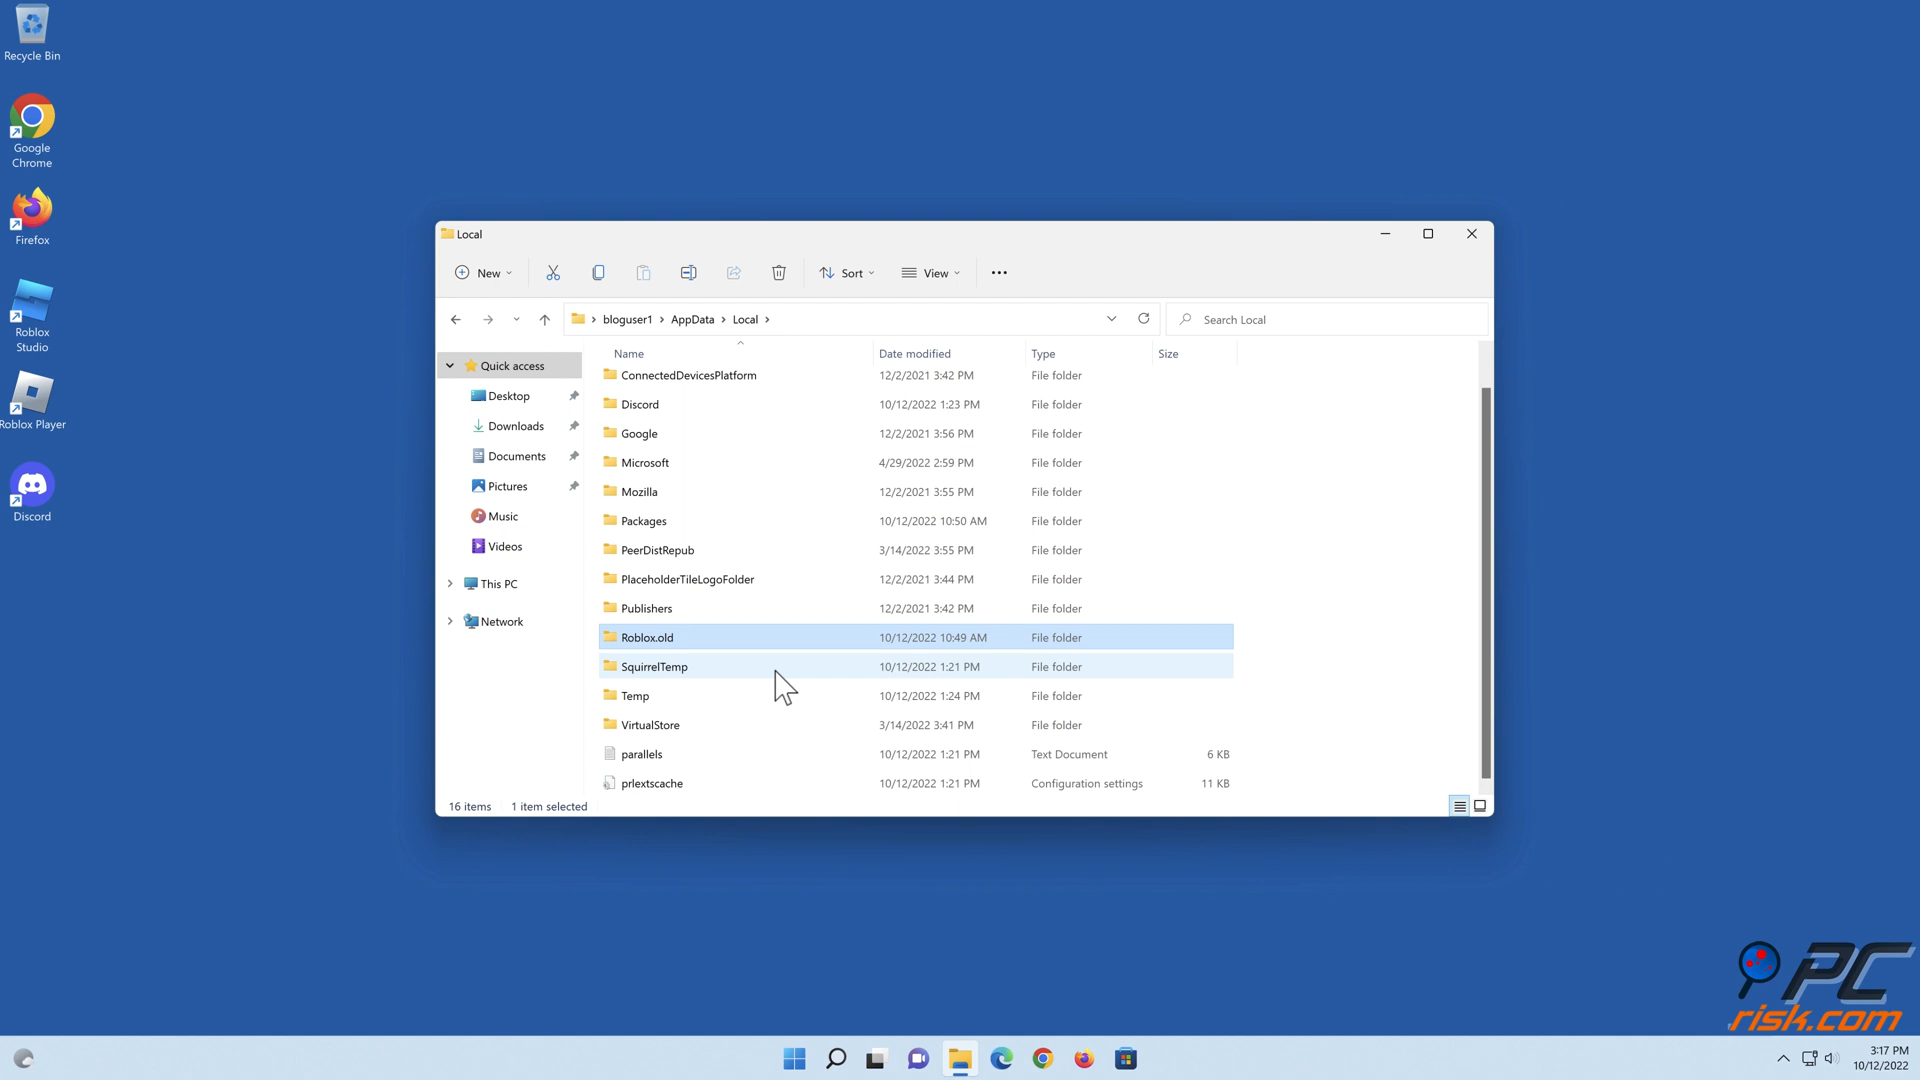 Recycle Bin
Google
Chrome
Firefox
Roblox
Studio
Roblox Player
Discord
Local
New
Sort
View
bloguser1
AppData
Local
Search Local
Quick access
Desktop
Downloads
Documents
Pictures
Music
Videos
This PC
Network
Name Date modified Type Size
ConnectedDevicesPlatform 12/2/2021 3:42 PM File folder
Discord 10/12/2022 1:23 PM File folder
Google 12/2/2021 3:56 PM File folder
Microsoft 4/29/2022 2:59 PM File folder
Mozilla 12/2/2021 3:55 PM File folder
Packages 10/12/2022 10:50 AM File folder
PeerDistRepub 3/14/2022 3:55 PM File folder
PlaceholderTileLogoFolder 12/2/2021 3:44 PM File folder
Publishers 12/2/2021 3:42 PM File folder
Roblox.old 10/12/2022 10:49 AM File folder
SquirrelTemp 10/12/2022 1:21 PM File folder
Temp 10/12/2022 1:24 PM File folder
VirtualStore 3/14/2022 3:41 PM File folder
parallels 10/12/2022 1:21 PM Text Document 6 KB
prlextscache 10/12/2022 1:21 PM Configuration settings 11 KB
16 items 1 item selected
PC
risk.com
3:17 PM
10/12/2022